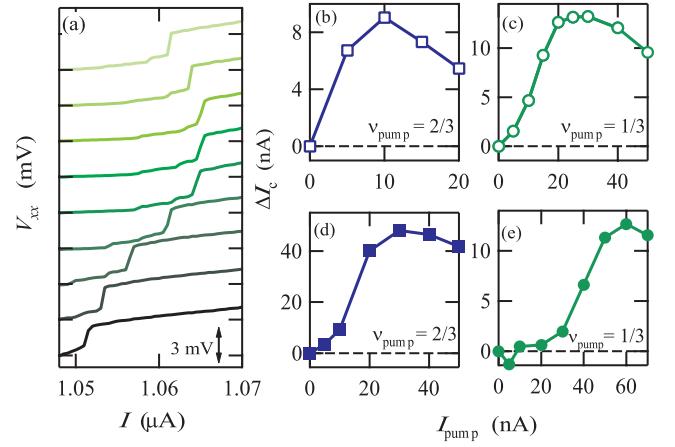 (a)
V_xx (mV)
3 mV
1.05 1.06 1.07
I (μA)
ΔI_c (nA)
(b)
8
4
0
ν_pump = 2/3
0 10 20
(c)
10
5
0
ν_pump = 1/3
0 20 40
(d)
40
20
0
ν_pump = 2/3
0 20 40
(e)
10
5
0
ν_pump = 1/3
0 20 40 60
I_pump (nA)